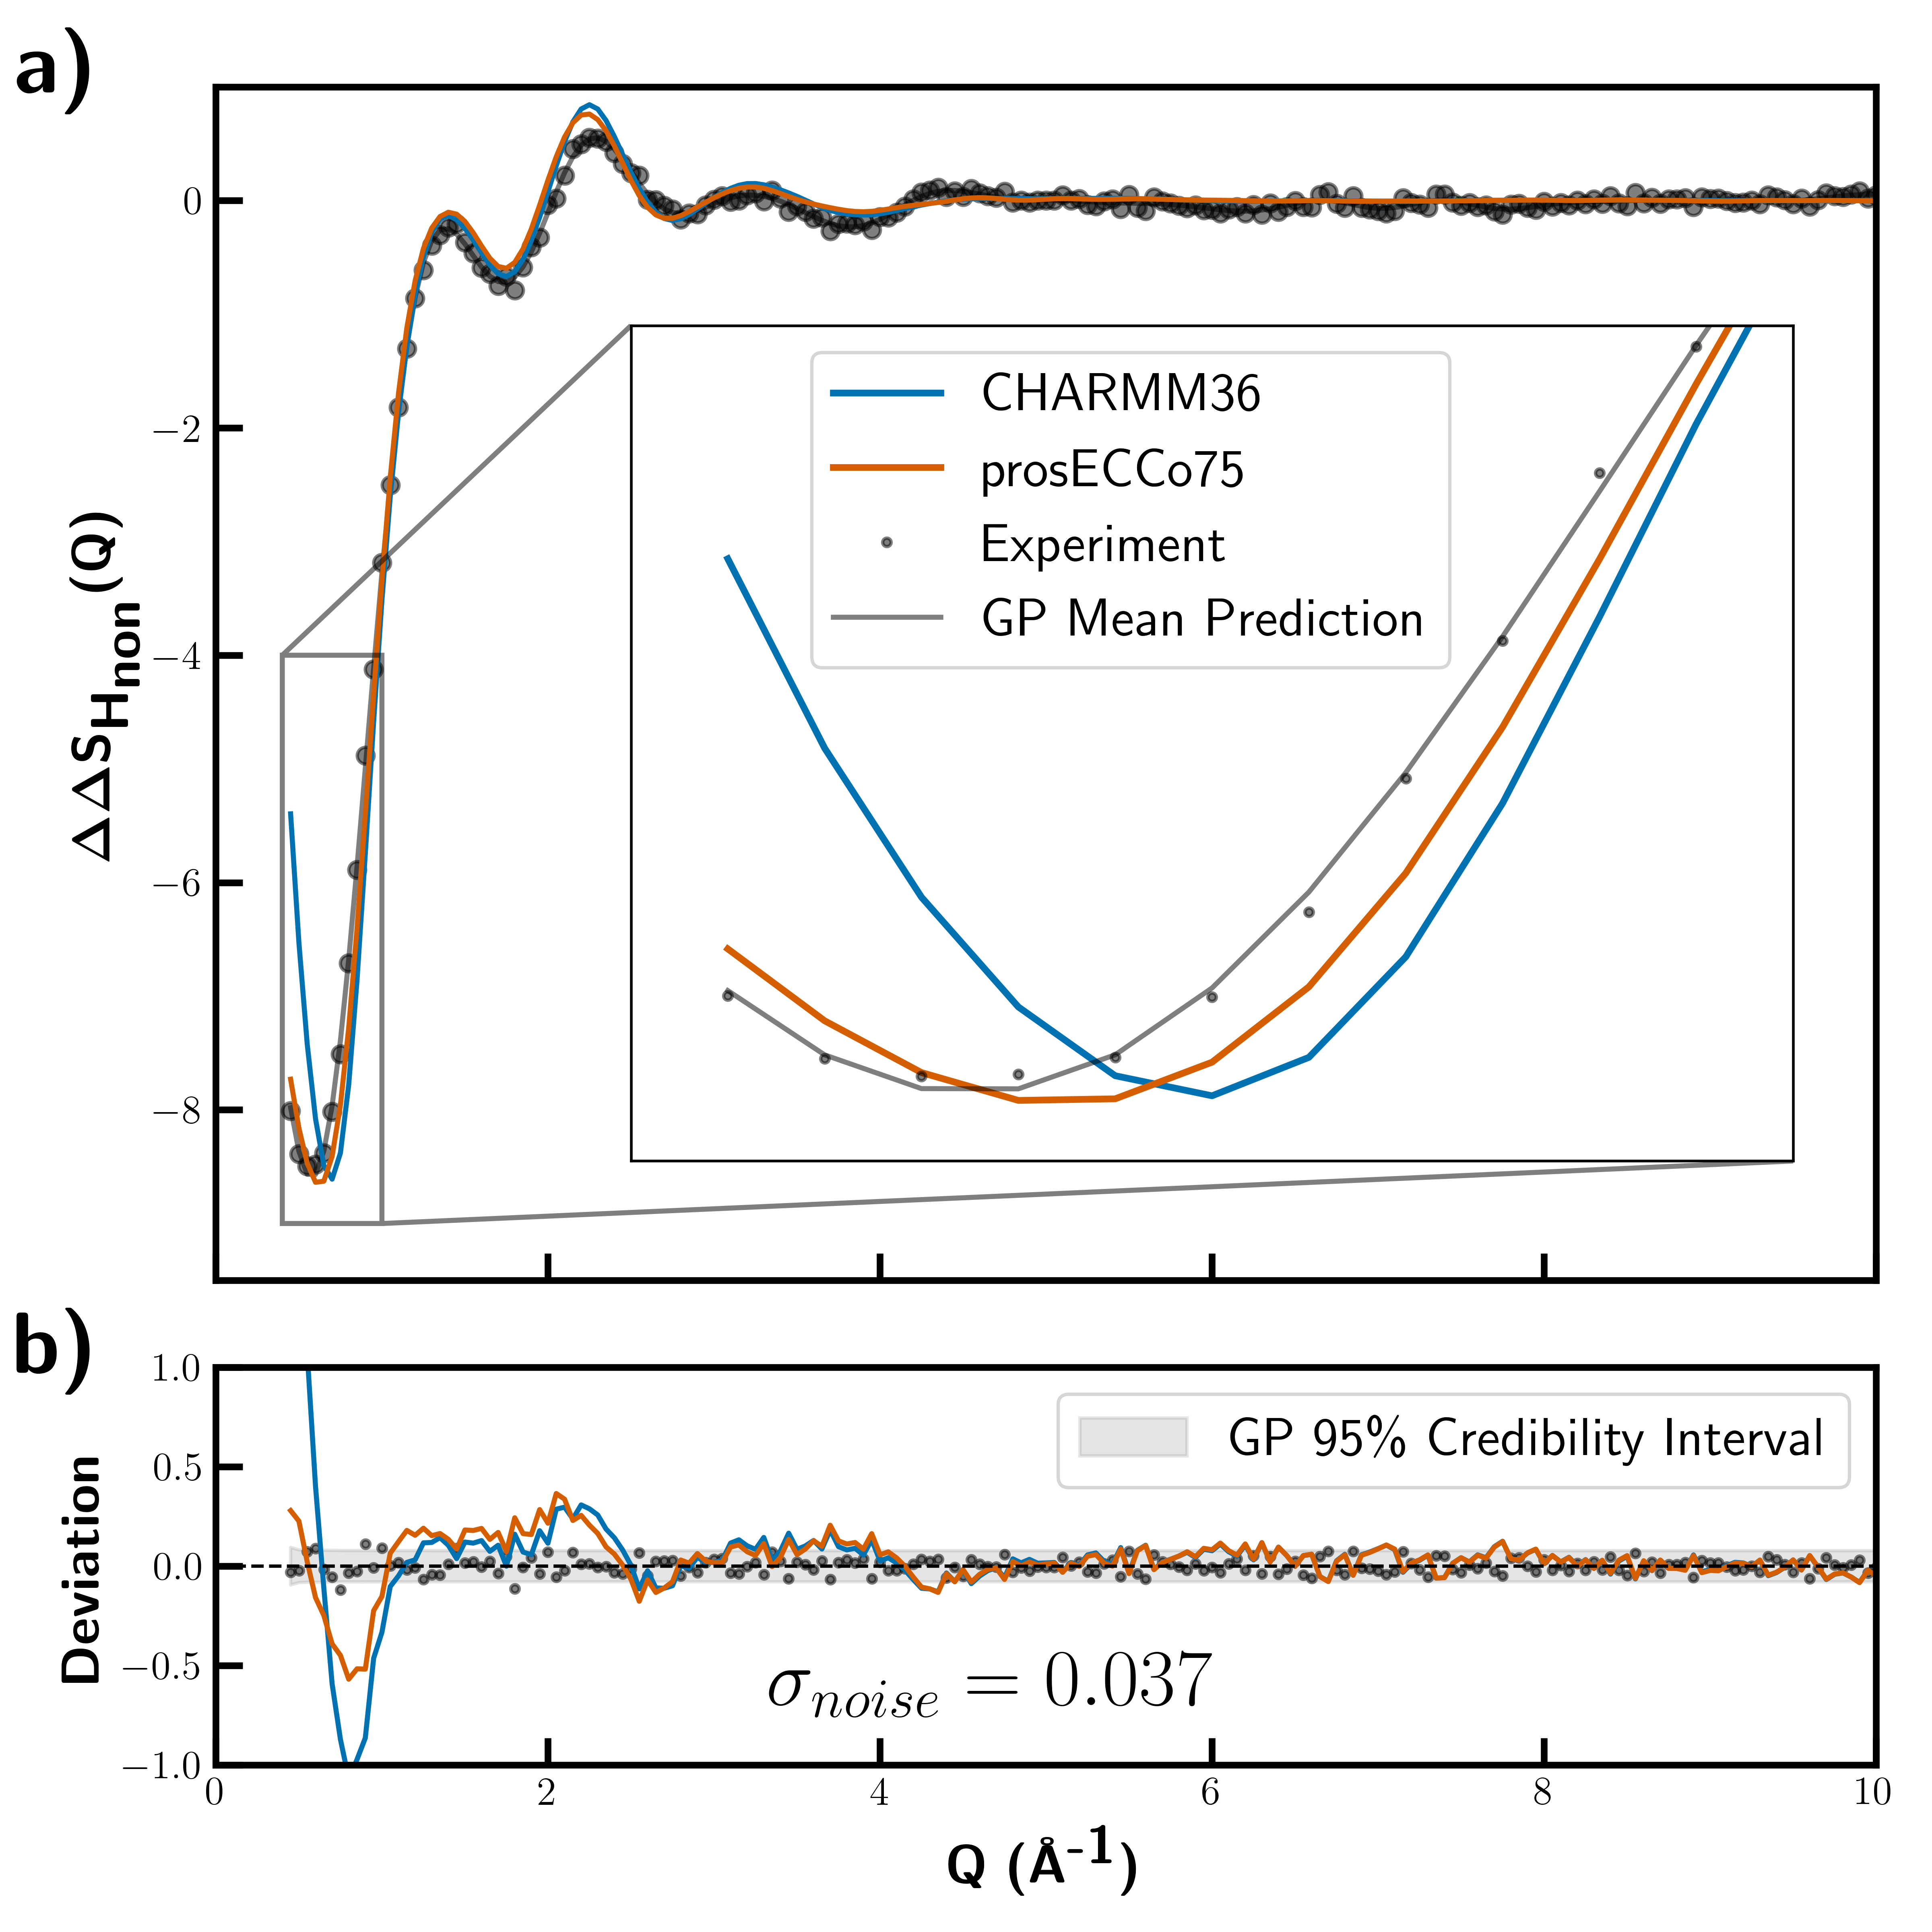 a)
0
−2
−4
−6
−8
ΔΔS_Hnon(Q)
CHARMM36
prosECCo75
Experiment
GP Mean Prediction
b)
1.0
0.5
0.0
−0.5
−1.0
Deviation
GP 95% Credibility Interval
σ_noise = 0.037
0 2 4 6 8 10
Q (Å-1)